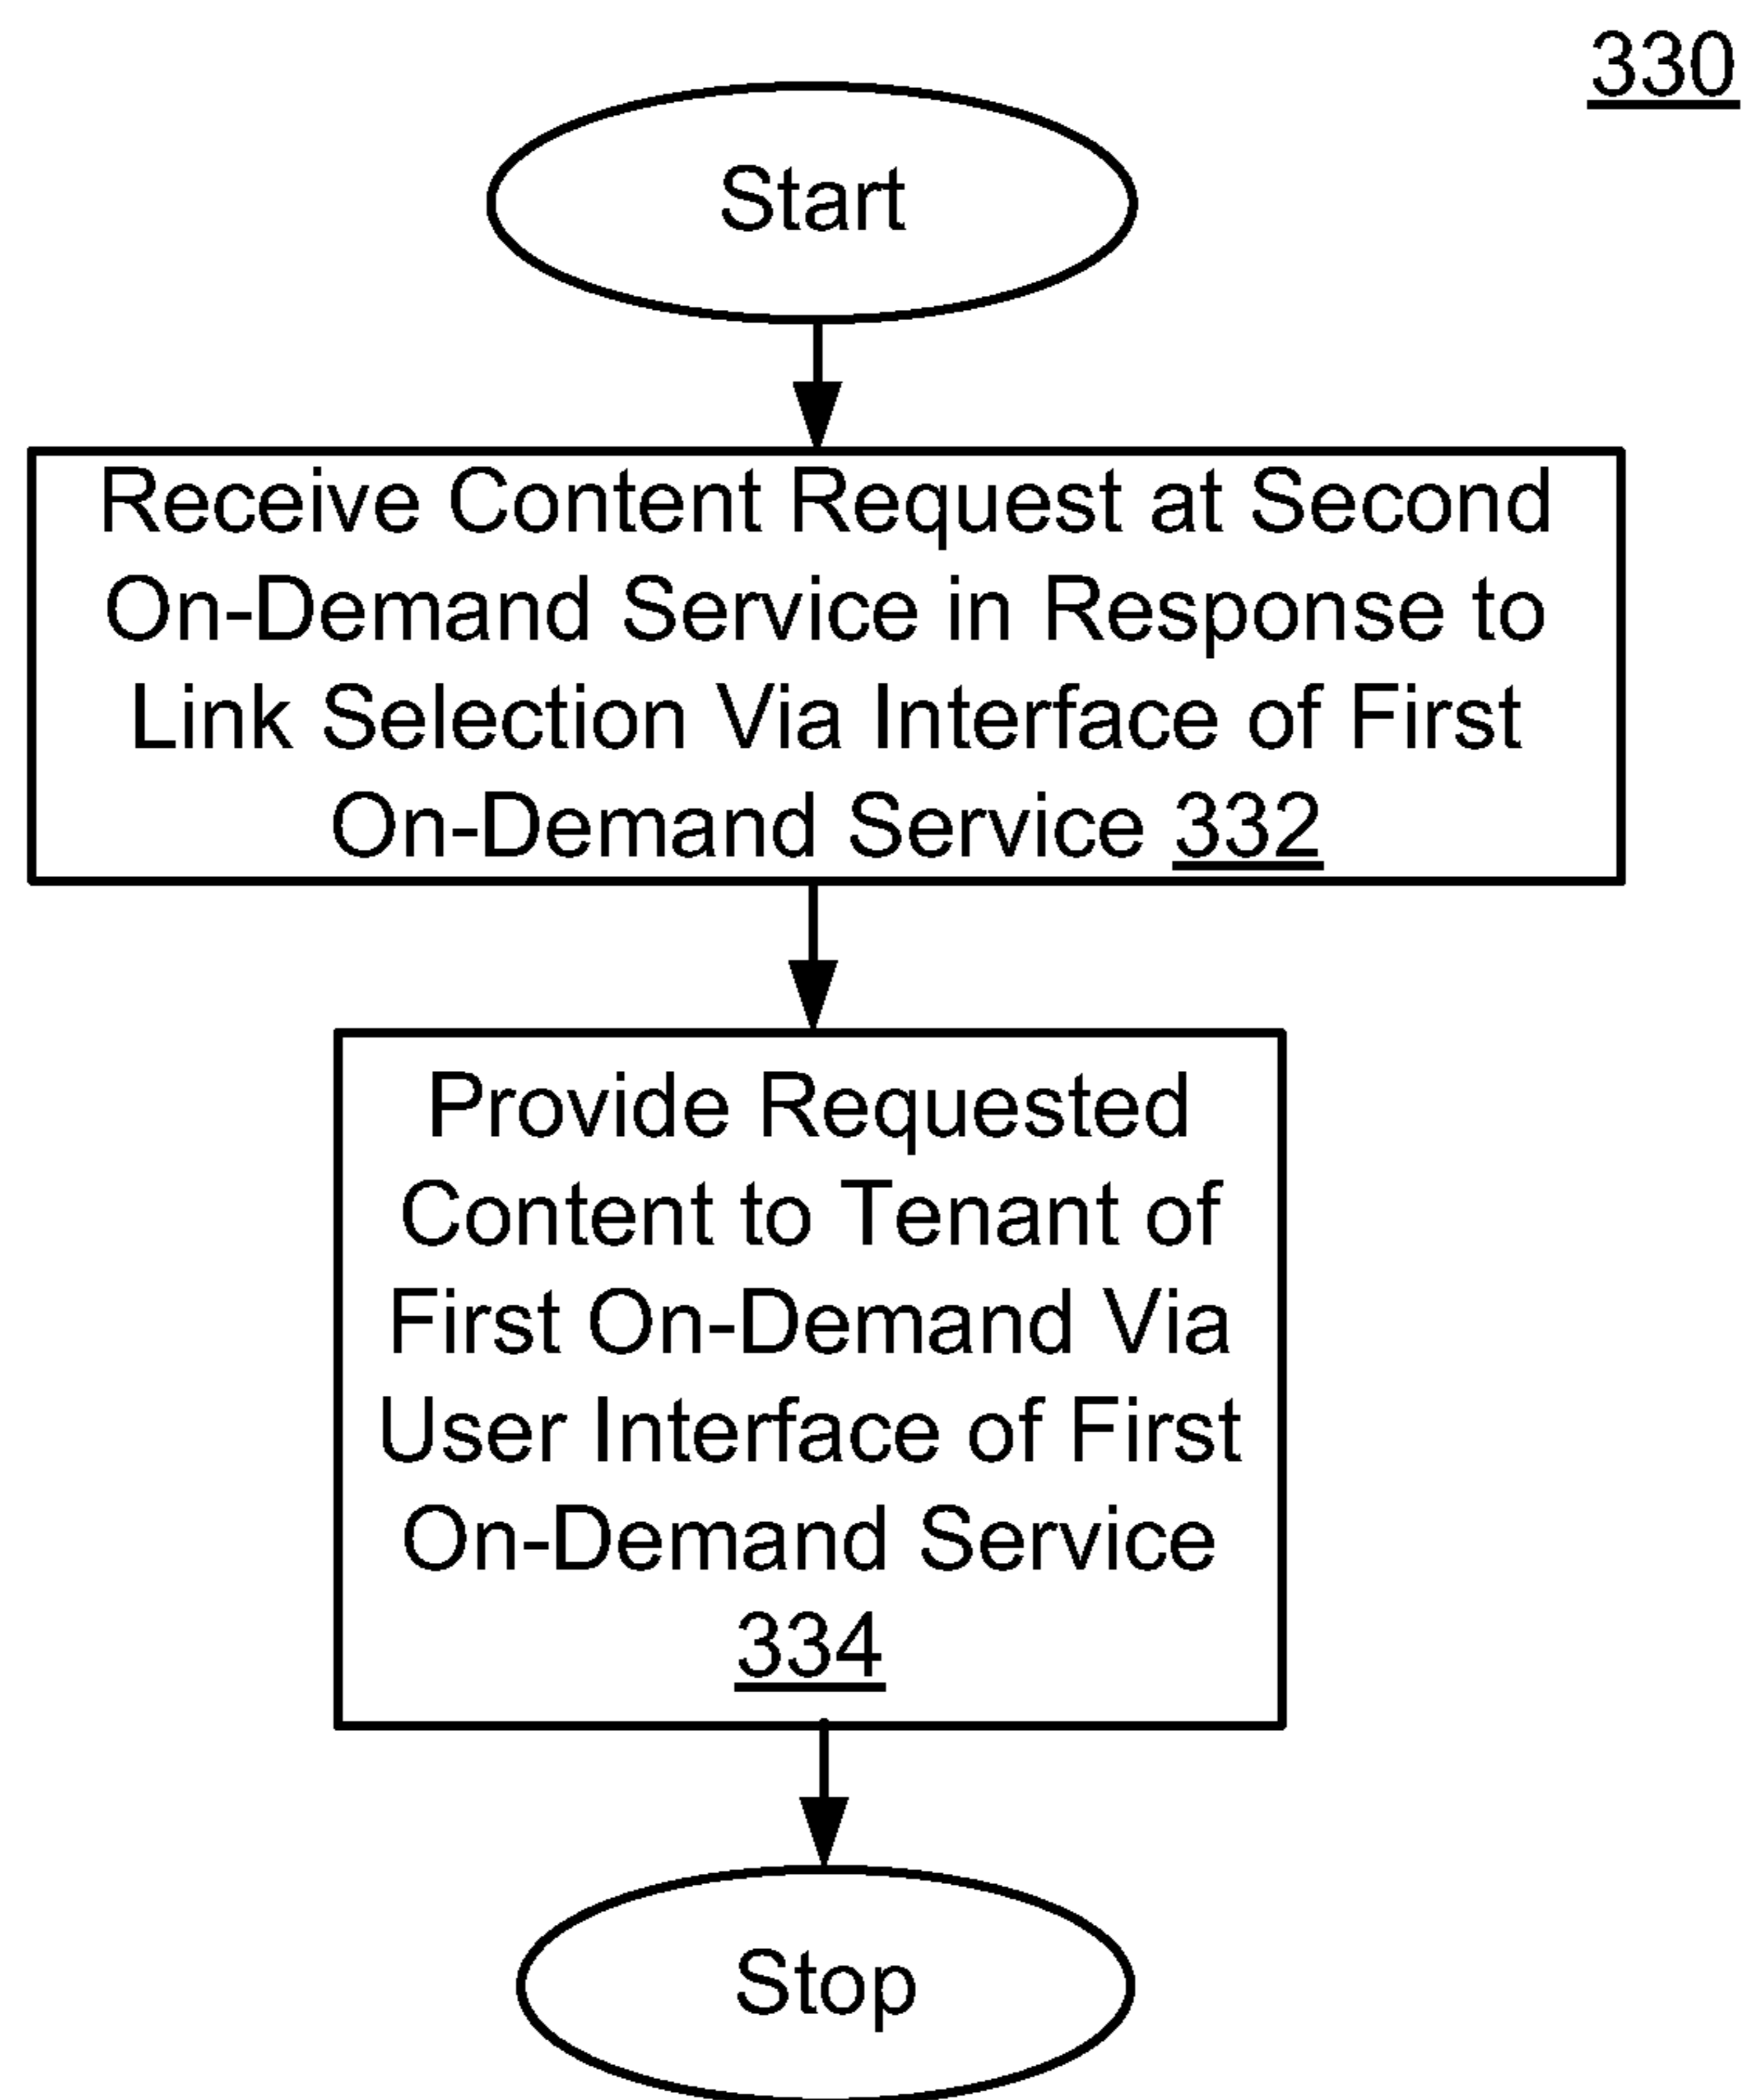 330
Start
Receive Content Request at Second
On-Demand Service in Response to
Link Selection Via Interface of First
On-Demand Service 332
Provide Requested
Content to Tenant of
First On-Demand Via
User Interface of First
On-Demand Service
334
Stop